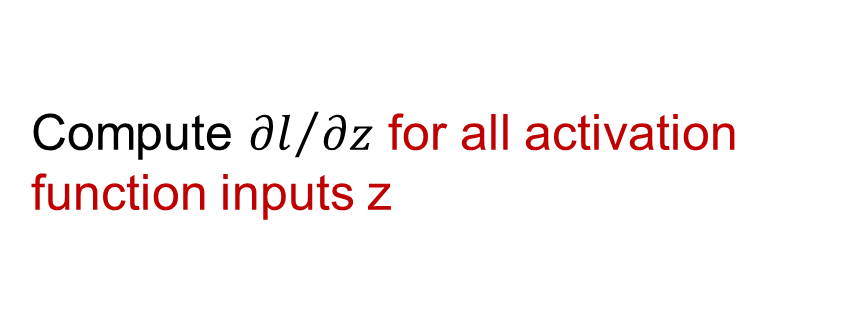 Compute ∂l/∂z for all activation
function inputs z